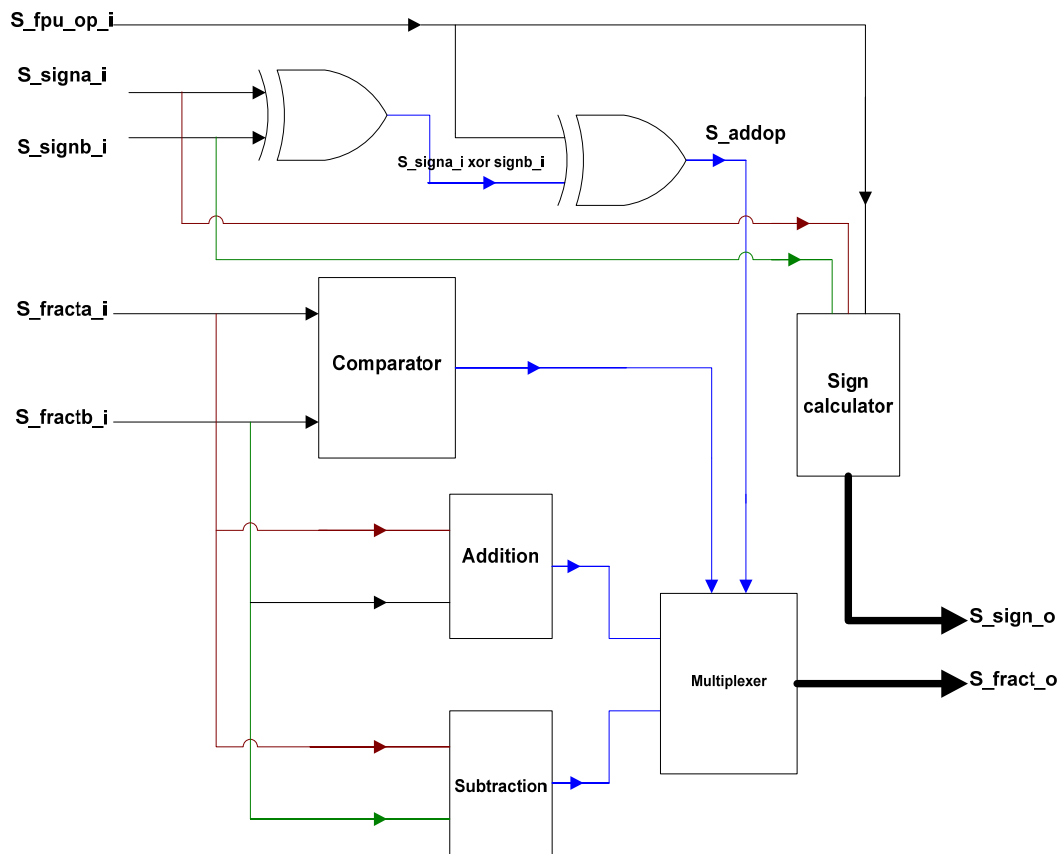 S_fpu_op_i
S_signa_i
S_signb_i
S_signa_i xor signb_i
S_addop
S_fracta_i
S_fractb_i
Comparator
Sign
calculator
Addition
Subtraction
Multiplexer
S_sign_o
S_fract_o